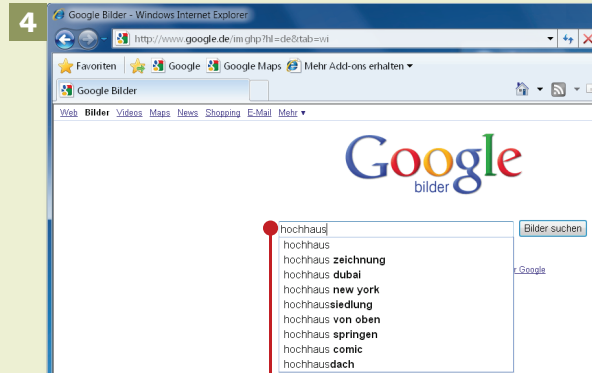 4
Google Bilder - Windows Internet Explorer
http://www.google.de/imghp?hl=de&tab=wi
Favoriten Google Google Maps Mehr Add-ons erhalten
Google Bilder
Web Bilder Videos Maps News Shopping E-Mail Mehr
Google
bilder
hochhaus Bilder suchen
hochhaus
hochhaus zeichnung
hochhaus dubai
r Google
hochhaus new york
hochhaussiedlung
hochhaus von oben
hochhaus springen
hochhaus comic
hochhausdach